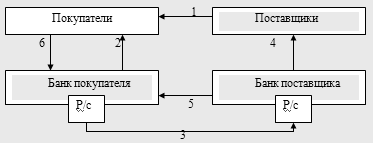 1
Покупатели
Поставщики
6
2
4
Банк покупателя
Банк поставщика
5
Р/с
Р/с
3